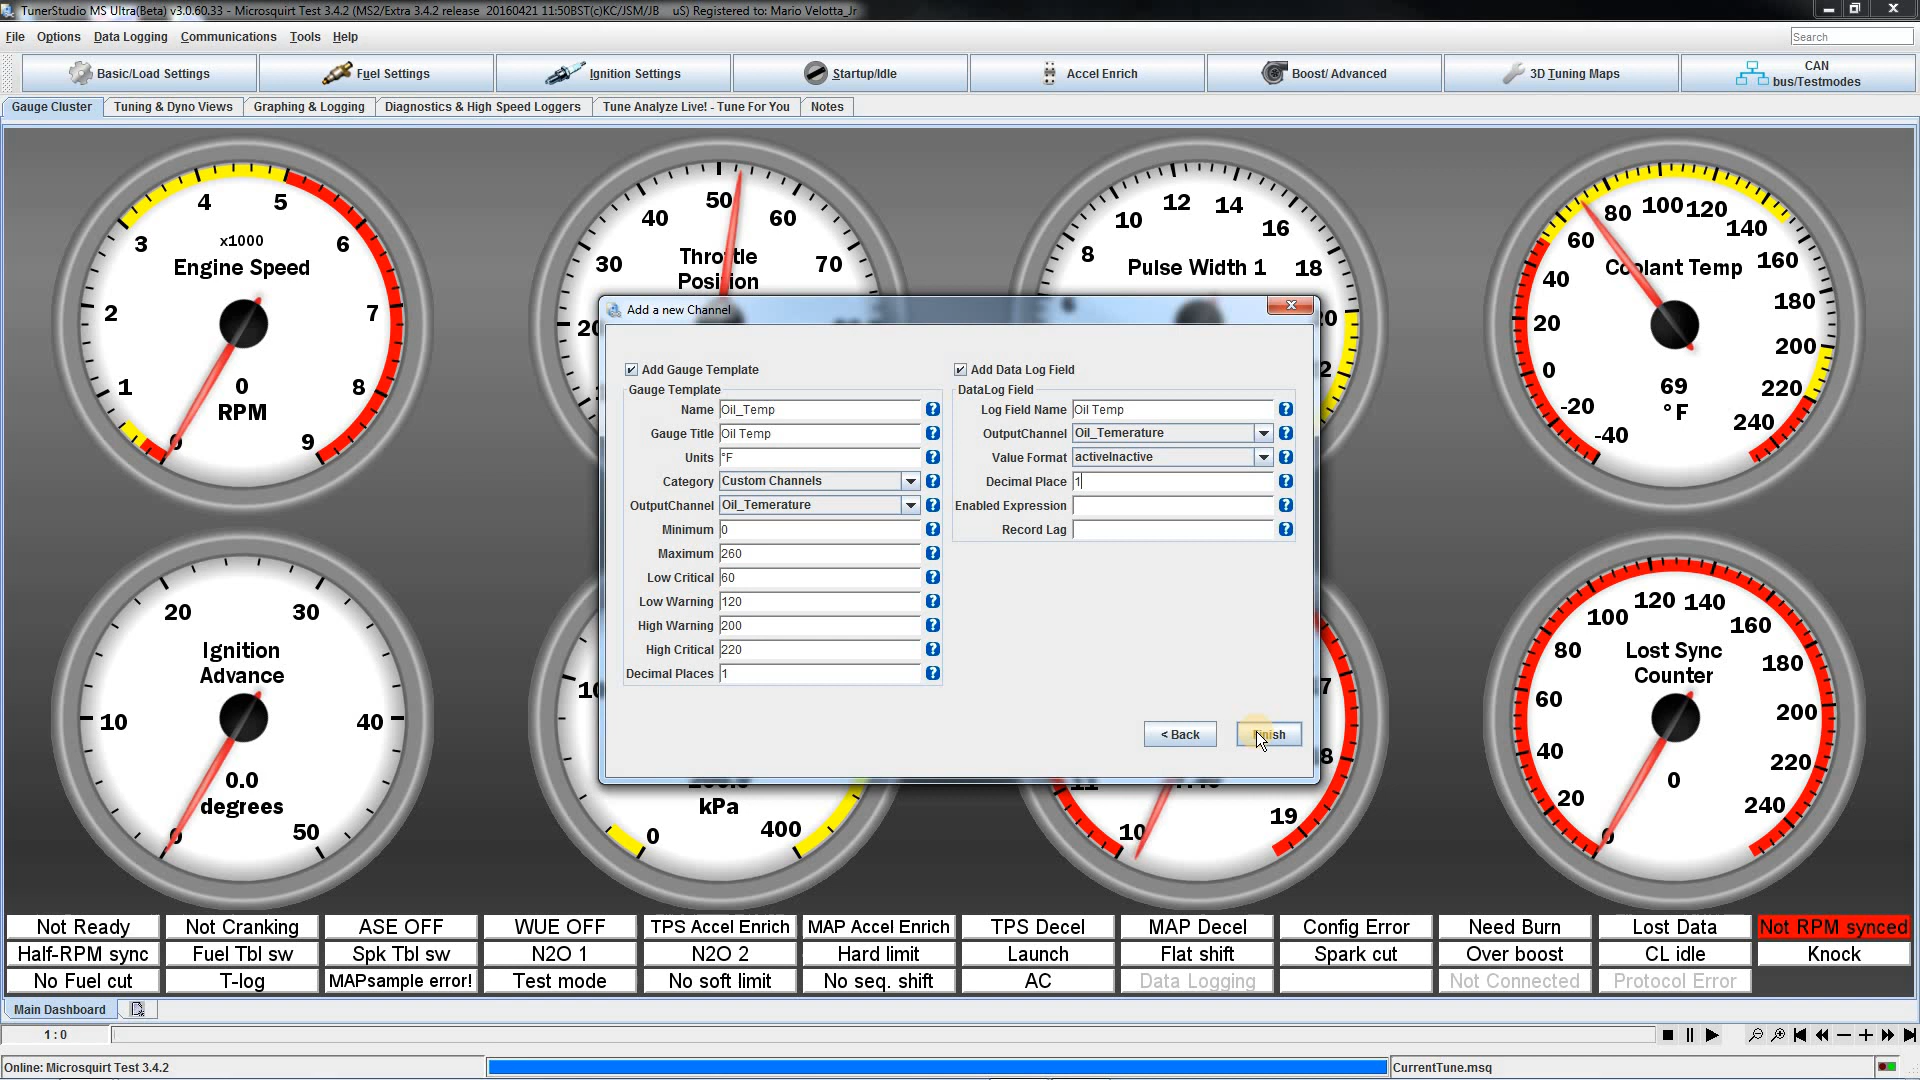 TunerStudio MS Ultra(Beta) v3.0.60.33 - Microsquirt Test 3.4.2 (MS2/Extra 3.4.2 release 20160421 11:50BST(c)KC/JSM/JB uS) Registered to: Mario Velotta_Jr
File Options Data Logging Communications Tools Help Search
Basic/Load Settings Fuel Settings Ignition Settings Startup/Idle Accel Enrich Boost/ Advanced 3D Tuning Maps CAN bus/Testmodes
Gauge Cluster Tuning & Dyno Views Graphing & Logging Diagnostics & High Speed Loggers Tune Analyze Live! - Tune For You Notes
0 1 2 3 4 5 6 7 8 9
x1000
Engine Speed
0
RPM
20 30 40 50 60 70
Throttle
Position
6 8 10 12 14 16 18 20
Pulse Width 1
-40 -20 0 20 40 60 80 100 120 140 160 180 200 220 240
Coolant Temp
69
°F
Add a new Channel
Add Gauge Template
Gauge Template
Name Oil_Temp
Gauge Title Oil Temp
Units °F
Category Custom Channels
OutputChannel Oil_Temerature
Minimum 0
Maximum 260
Low Critical 60
Low Warning 120
High Warning 200
High Critical 220
Decimal Places 1
Add Data Log Field
DataLog Field
Log Field Name Oil Temp
OutputChannel Oil_Temerature
Value Format activeInactive
Decimal Place 1
Enabled Expression
Record Lag
< Back Finish
0 10 20 30 40 50
Ignition
Advance
0.0
degrees
0 400
kPa
10 11 19
0 20 40 60 80 100 120 140 160 180 200 220 240
Lost Sync
Counter
0
Not Ready Not Cranking ASE OFF WUE OFF TPS Accel Enrich MAP Accel Enrich TPS Decel MAP Decel Config Error Need Burn Lost Data Not RPM synced
Half-RPM sync Fuel Tbl sw Spk Tbl sw N2O 1 N2O 2 Hard limit Launch Flat shift Spark cut Over boost CL idle Knock
No Fuel cut T-log MAPsample error! Test mode No soft limit No seq. shift AC Data Logging Not Connected Protocol Error
Main Dashboard
1 : 0
Online: Microsquirt Test 3.4.2 CurrentTune.msq